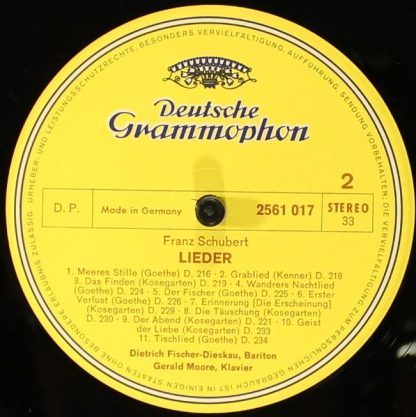 URHEBER- UND LEISTUNGSSCHUTZRECHTE, BESONDERS VERVIELFÄLTIGUNG, AUFFÜHRUNG, SENDUNG VORBEHALTEN. VERVIELFÄLTIGUNG
Deutsche
Grammophon
2
D. P. Made in Germany 2561 017 STEREO
33
Franz Schubert
LIEDER
1. Meeres Stille (Goethe) D. 216 - 2. Grablied (Kenner) D. 218
3. Das Finden (Kosegarten) D. 219 - 4. Wandrers Nachtlied
(Goethe) D. 224 - 5. Der Fischer (Goethe) D. 225 - 6. Erster
Verlust (Goethe) D. 226 - 7. Erinnerung [Die Erscheinung]
(Kosegarten) D. 229 - 8. Die Täuschung (Kosegarten)
D. 230 - 9. Der Abend (Kosegarten) D. 221 - 10. Geist
der Liebe (Kosegarten) D. 233
11. Tischlied (Goethe) D. 234
Dietrich Fischer-Dieskau, Bariton
Gerald Moore, Klavier
ZUM PERSÖNLICHEN GEBRAUCH IST IN EINIGEN STAATEN OHNE BESONDERE ERLAUBNIS ZULÄSSIG.